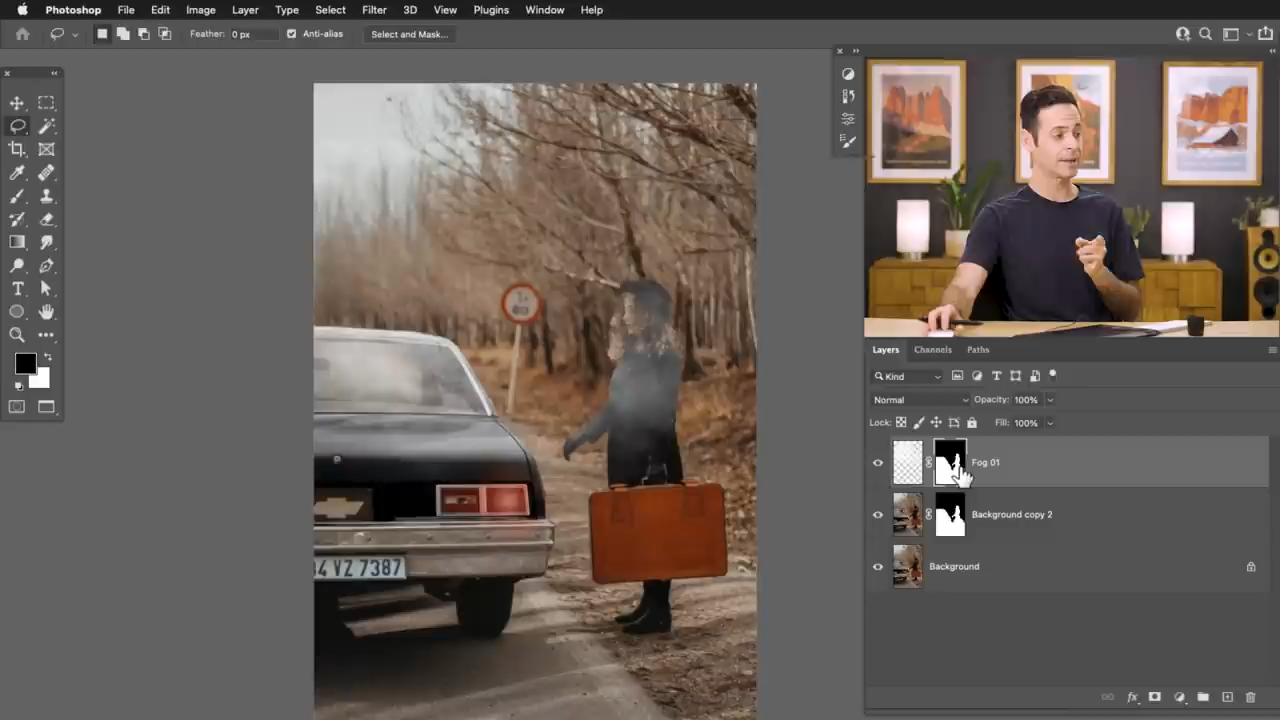 Photoshop File Edit Image Layer Type Select Filter 3D View Plugins Window Help
Feather: 0 px Anti-alias Select and Mask...
Layers Channels Paths
Kind
Normal Opacity: 100%
Lock: Fill: 100%
Fog 01
Background copy 2
Background
4 VZ 7387